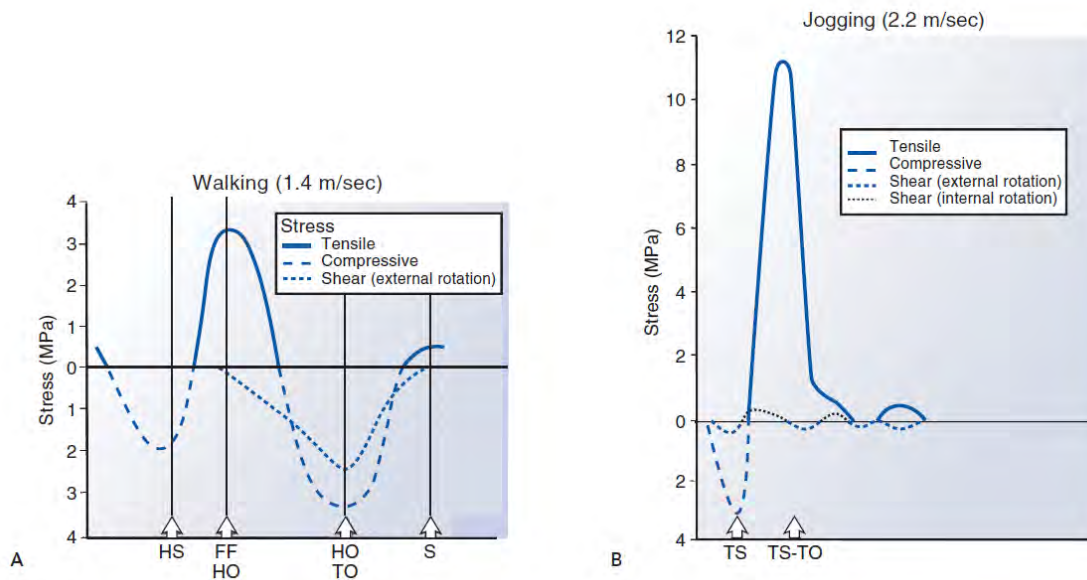 Walking (1.4 m/sec)
Stress (MPa)
4
3
2
1
0
1
2
3
4
Stress
Tensile
Compressive
Shear (external rotation)
HS
FF
HO
HO
TO
S
A
Jogging (2.2 m/sec)
Stress (MPa)
12
10
8
6
4
2
0
2
4
Tensile
Compressive
Shear (external rotation)
Shear (internal rotation)
TS
TS-TO
B